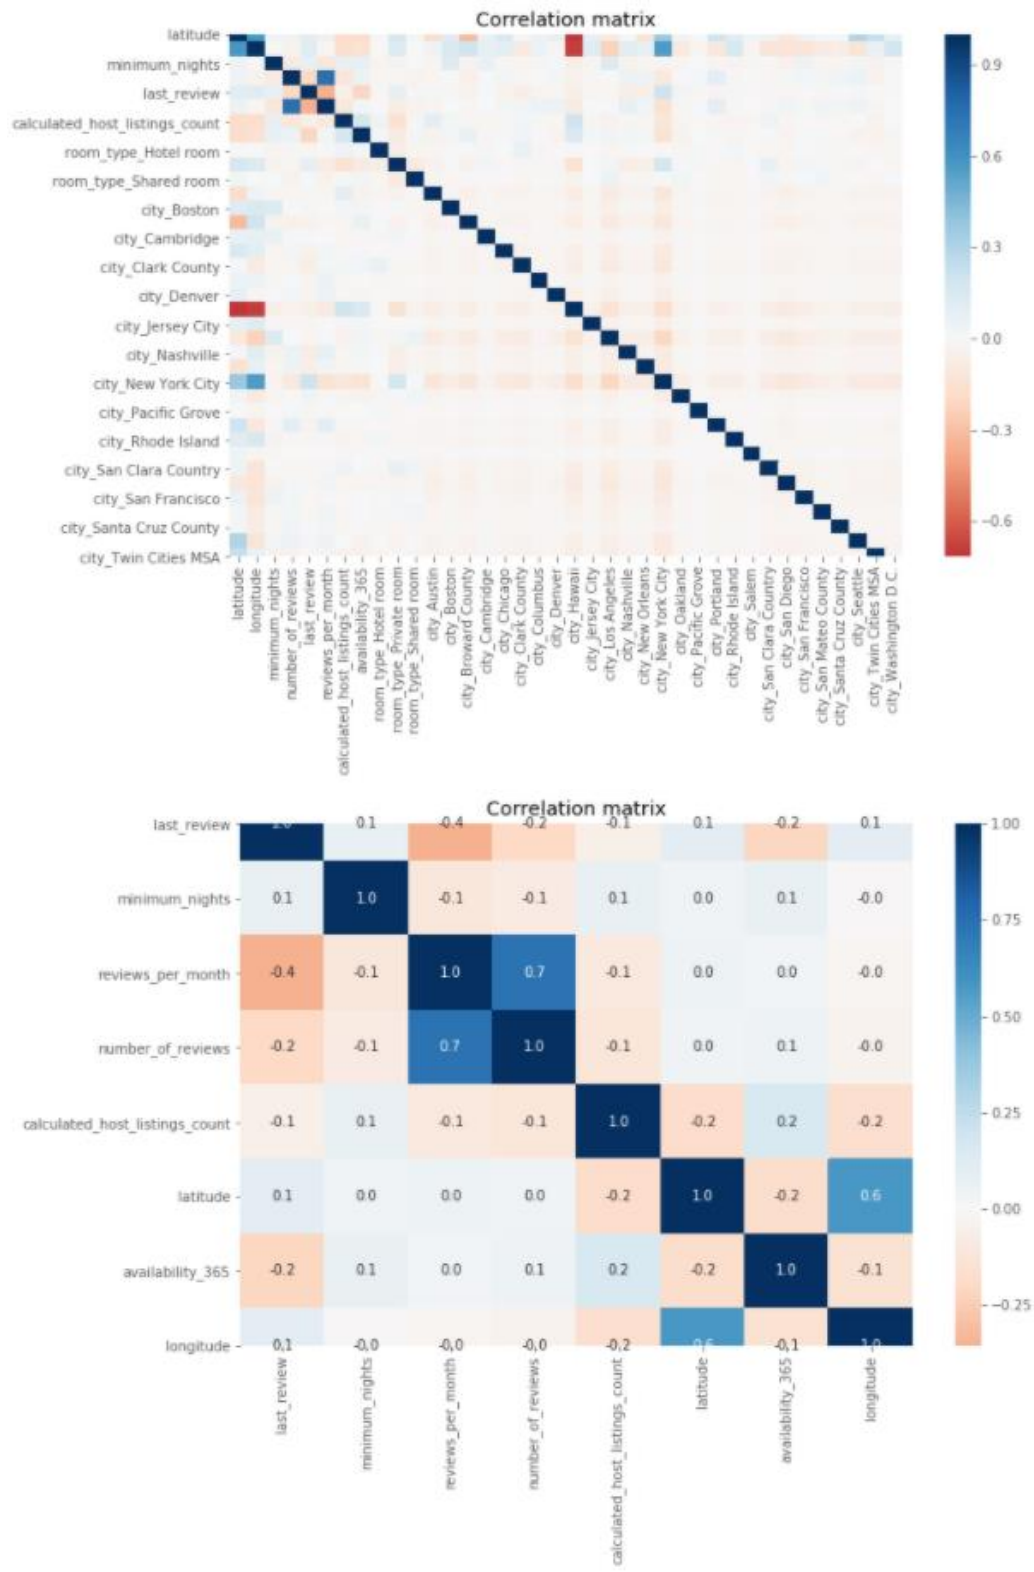 Correlation matrix
latitude
minimum_nights
last_review
calculated_host_listings_count
room_type_Hotel room
room_type_Shared room
city_Boston
city_Cambridge
city_Clark County
city_Denver
city_Jersey City
city_Nashville
city_New York City
city_Pacific Grove
city_Rhode Island
city_San Clara Country
city_San Francisco
city_Santa Cruz County
city_Twin Cities MSA
0.9
0.6
0.3
0.0
−0.3
−0.6
latitude
longitude
minimum_nights
number_of_reviews
last_review
reviews_per_month
calculated_host_listings_count
availability_365
room_type_Hotel room
room_type_Private room
room_type_Shared room
city_Austin
city_Boston
city_Broward County
city_Cambridge
city_Chicago
city_Clark County
city_Columbus
city_Denver
city_Hawaii
city_Jersey City
city_Los Angeles
city_Nashville
city_New Orleans
city_New York City
city_Oakland
city_Pacific Grove
city_Portland
city_Rhode Island
city_Salem
city_San Clara Country
city_San Diego
city_San Francisco
city_San Mateo County
city_Santa Cruz County
city_Seattle
city_Twin Cities MSA
city_Washington D.C.
Correlation matrix
last_review 1.0 0.1 -0.4 -0.2 -0.1 0.1 -0.2 0.1
minimum_nights 0.1 1.0 -0.1 -0.1 0.1 0.0 0.1 -0.0
reviews_per_month -0.4 -0.1 1.0 0.7 -0.1 0.0 0.0 -0.0
number_of_reviews -0.2 -0.1 0.7 1.0 -0.1 0.0 0.1 -0.0
calculated_host_listings_count -0.1 0.1 -0.1 -0.1 1.0 -0.2 0.2 -0.2
latitude 0.1 0.0 0.0 0.0 -0.2 1.0 -0.2 0.6
availability_365 -0.2 0.1 0.0 0.1 0.2 -0.2 1.0 -0.1
longitude 0.1 -0.0 -0.0 -0.0 -0.2 0.6 -0.1 1.0
1.00
0.75
0.50
0.25
0.00
−0.25
last_review
minimum_nights
reviews_per_month
number_of_reviews
calculated_host_listings_count
latitude
availability_365
longitude